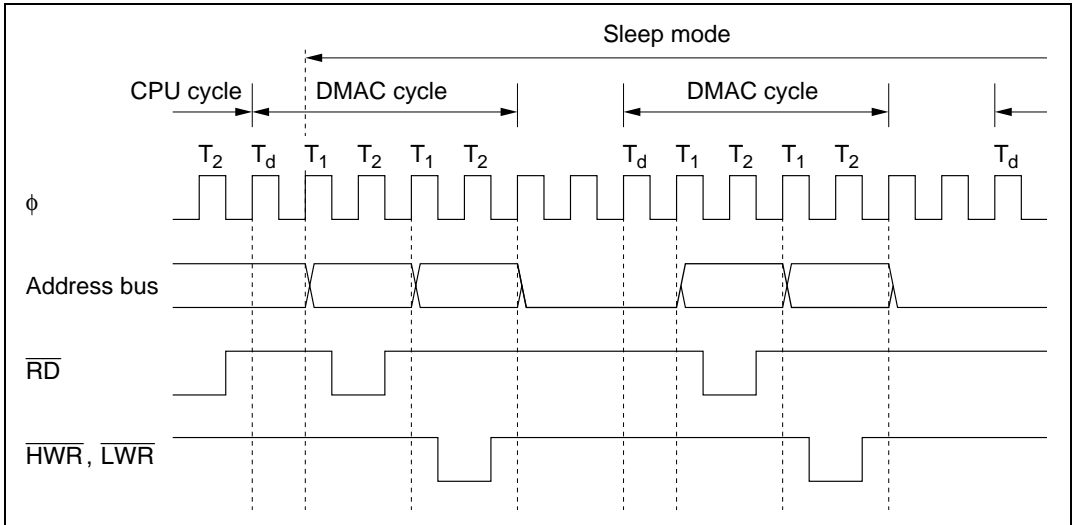 Sleep mode
CPU cycle DMAC cycle DMAC cycle
T2 Td T1 T2 T1 T2 Td T1 T2 T1 T2 Td
φ
Address bus
RD
HWR, LWR